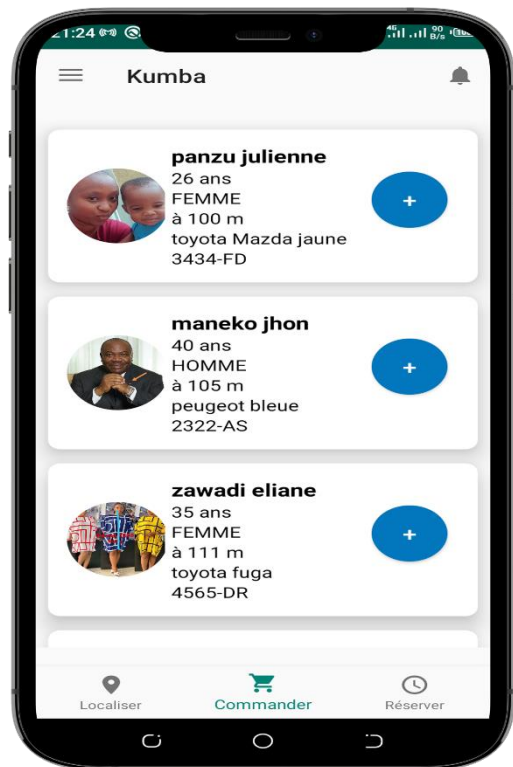 21:24
90
B/s
Kumba
panzu julienne
26 ans
FEMME
à 100 m
toyota Mazda jaune
3434-FD
+
maneko jhon
40 ans
HOMME
à 105 m
peugeot bleue
2322-AS
+
zawadi eliane
35 ans
FEMME
à 111 m
toyota fuga
4565-DR
+
Localiser
Commander
Réserver